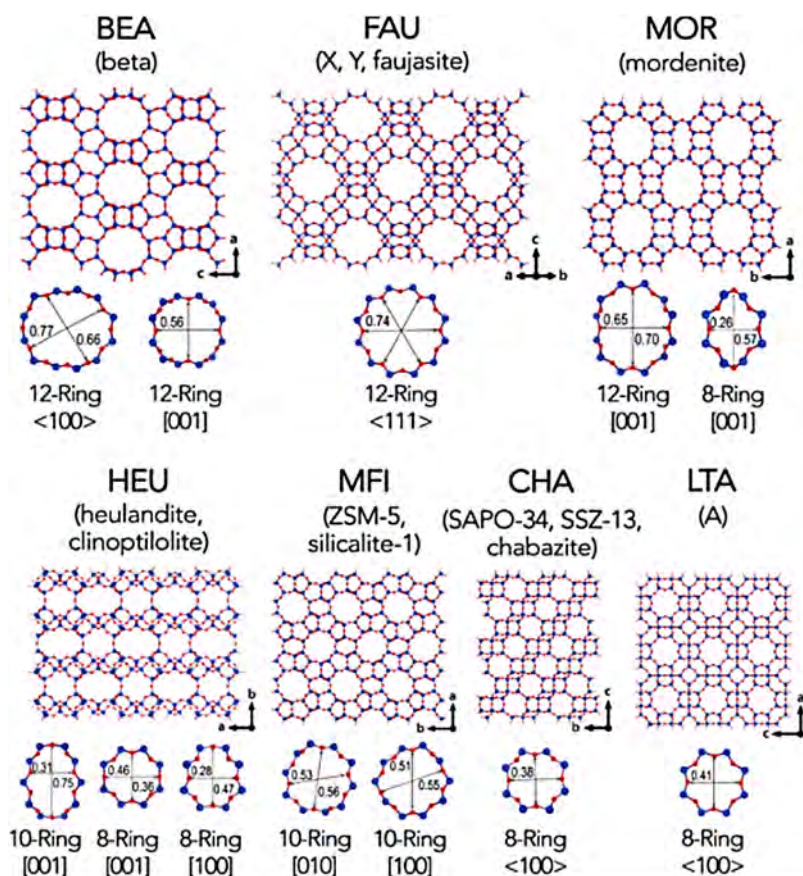 BEA
(beta)
FAU
(X, Y, faujasite)
MOR
(mordenite)
a
c
c
a
b
a
b
0.77
0.66
0.56
0.74
0.65
0.70
0.26
0.57
12-Ring
<100>
12-Ring
[001]
12-Ring
<111>
12-Ring
[001]
8-Ring
[001]
HEU
(heulandite,
clinoptilolite)
MFI
(ZSM-5,
silicalite-1)
CHA
(SAPO-34, SSZ-13,
chabazite)
LTA
(A)
b
a
a
b
c
b
a
c
0.31
0.75
0.46
0.36
0.28
0.47
0.53
0.56
0.51
0.55
0.38
0.41
10-Ring
[001]
8-Ring
[001]
8-Ring
[100]
10-Ring
[010]
10-Ring
[100]
8-Ring
<100>
8-Ring
<100>